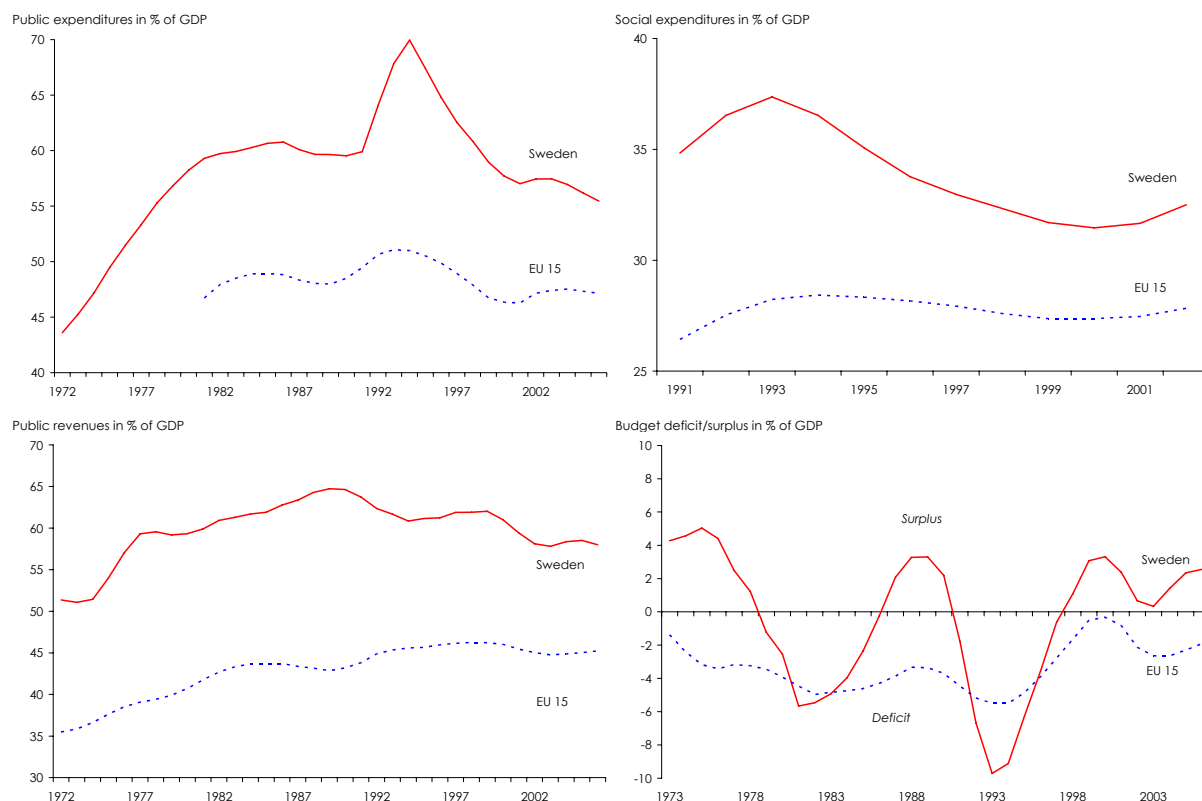 Public expenditures in % of GDP
70
65
60
55
50
45
40
Sweden
EU 15
1972 1977 1982 1987 1992 1997 2002
Social expenditures in % of GDP
40
35
30
25
Sweden
EU 15
1991 1993 1995 1997 1999 2001
Public revenues in % of GDP
70
65
60
55
50
45
40
35
30
Sweden
EU 15
1972 1977 1982 1987 1992 1997 2002
Budget deficit/surplus in % of GDP
10
8
6
4
2
0
-2
-4
-6
-8
-10
Surplus
Sweden
EU 15
Deficit
1973 1978 1983 1988 1993 1998 2003